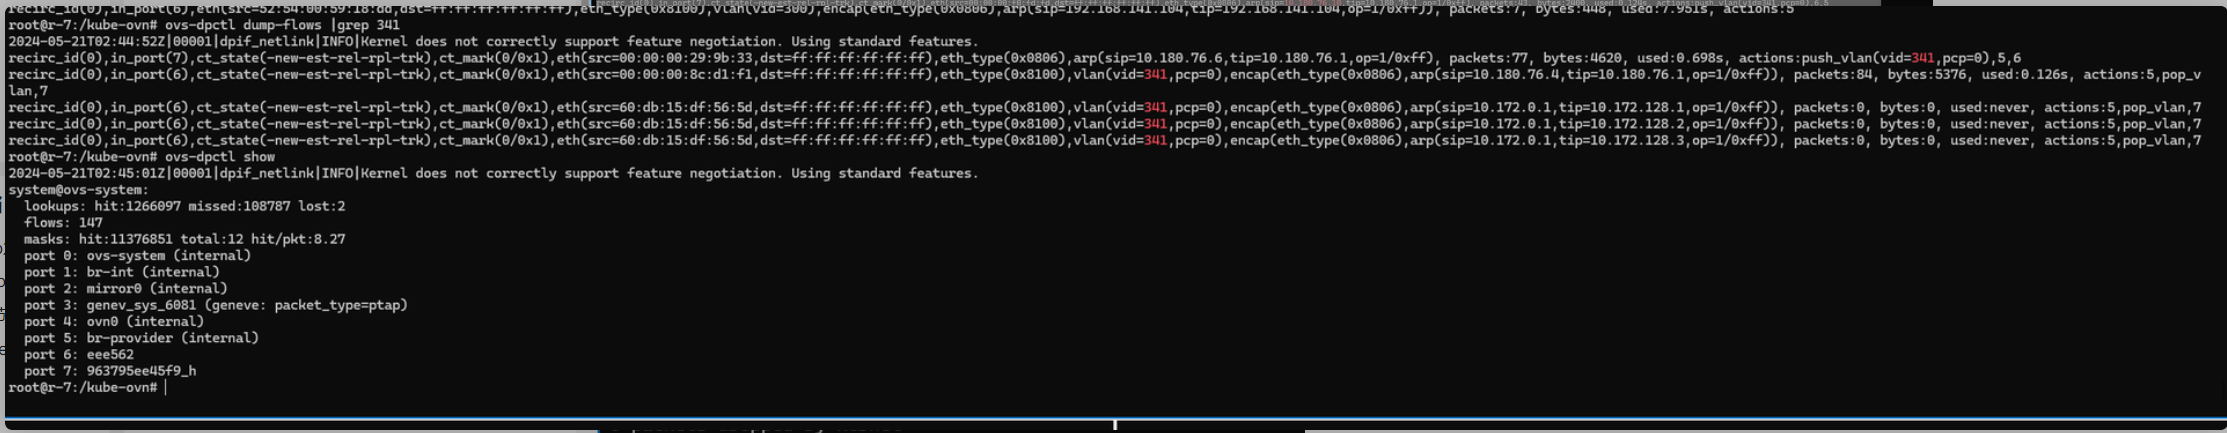 recirc_id(0),in_port(6),eth(src=52:54:00:59:18:dd,dst=ff:ff:ff:ff:ff:ff),eth_type(0x8100),vlan(vid=300),encap(eth_type(0x0806),arp(sip=192.168.141.104,tip=192.168.141.104,op=1/0xff)), packets:7, bytes:448, used:7.951s, actions:5
root@r-7:/kube-ovn# ovs-dpctl dump-flows |grep 341
2024-05-21T02:44:52Z|00001|dpif_netlink|INFO|Kernel does not correctly support feature negotiation. Using standard features.
recirc_id(0),in_port(7),ct_state(-new-est-rel-rpl-trk),ct_mark(0/0x1),eth(src=00:00:00:29:9b:33,dst=ff:ff:ff:ff:ff:ff),eth_type(0x0806),arp(sip=10.180.76.6,tip=10.180.76.1,op=1/0xff), packets:77, bytes:4620, used:0.698s, actions:push_vlan(vid=341,pcp=0),5,6
recirc_id(0),in_port(6),ct_state(-new-est-rel-rpl-trk),ct_mark(0/0x1),eth(src=00:00:00:8c:d1:f1,dst=ff:ff:ff:ff:ff:ff),eth_type(0x8100),vlan(vid=341,pcp=0),encap(eth_type(0x0806),arp(sip=10.180.76.4,tip=10.180.76.1,op=1/0xff)), packets:84, bytes:5376, used:0.126s, actions:5,pop_v
lan,7
recirc_id(0),in_port(6),ct_state(-new-est-rel-rpl-trk),ct_mark(0/0x1),eth(src=60:db:15:df:56:5d,dst=ff:ff:ff:ff:ff:ff),eth_type(0x8100),vlan(vid=341,pcp=0),encap(eth_type(0x0806),arp(sip=10.172.0.1,tip=10.172.128.1,op=1/0xff)), packets:0, bytes:0, used:never, actions:5,pop_vlan,7
recirc_id(0),in_port(6),ct_state(-new-est-rel-rpl-trk),ct_mark(0/0x1),eth(src=60:db:15:df:56:5d,dst=ff:ff:ff:ff:ff:ff),eth_type(0x8100),vlan(vid=341,pcp=0),encap(eth_type(0x0806),arp(sip=10.172.0.1,tip=10.172.128.2,op=1/0xff)), packets:0, bytes:0, used:never, actions:5,pop_vlan,7
recirc_id(0),in_port(6),ct_state(-new-est-rel-rpl-trk),ct_mark(0/0x1),eth(src=60:db:15:df:56:5d,dst=ff:ff:ff:ff:ff:ff),eth_type(0x8100),vlan(vid=341,pcp=0),encap(eth_type(0x0806),arp(sip=10.172.0.1,tip=10.172.128.3,op=1/0xff)), packets:0, bytes:0, used:never, actions:5,pop_vlan,7
root@r-7:/kube-ovn# ovs-dpctl show
2024-05-21T02:45:01Z|00001|dpif_netlink|INFO|Kernel does not correctly support feature negotiation. Using standard features.
system@ovs-system:
  lookups: hit:1266097 missed:108787 lost:2
  flows: 147
  masks: hit:11376851 total:12 hit/pkt:8.27
  port 0: ovs-system (internal)
  port 1: br-int (internal)
  port 2: mirror0 (internal)
  port 3: genev_sys_6081 (geneve: packet_type=ptap)
  port 4: ovn0 (internal)
  port 5: br-provider (internal)
  port 6: eee562
  port 7: 963795ee45f9_h
root@r-7:/kube-ovn#